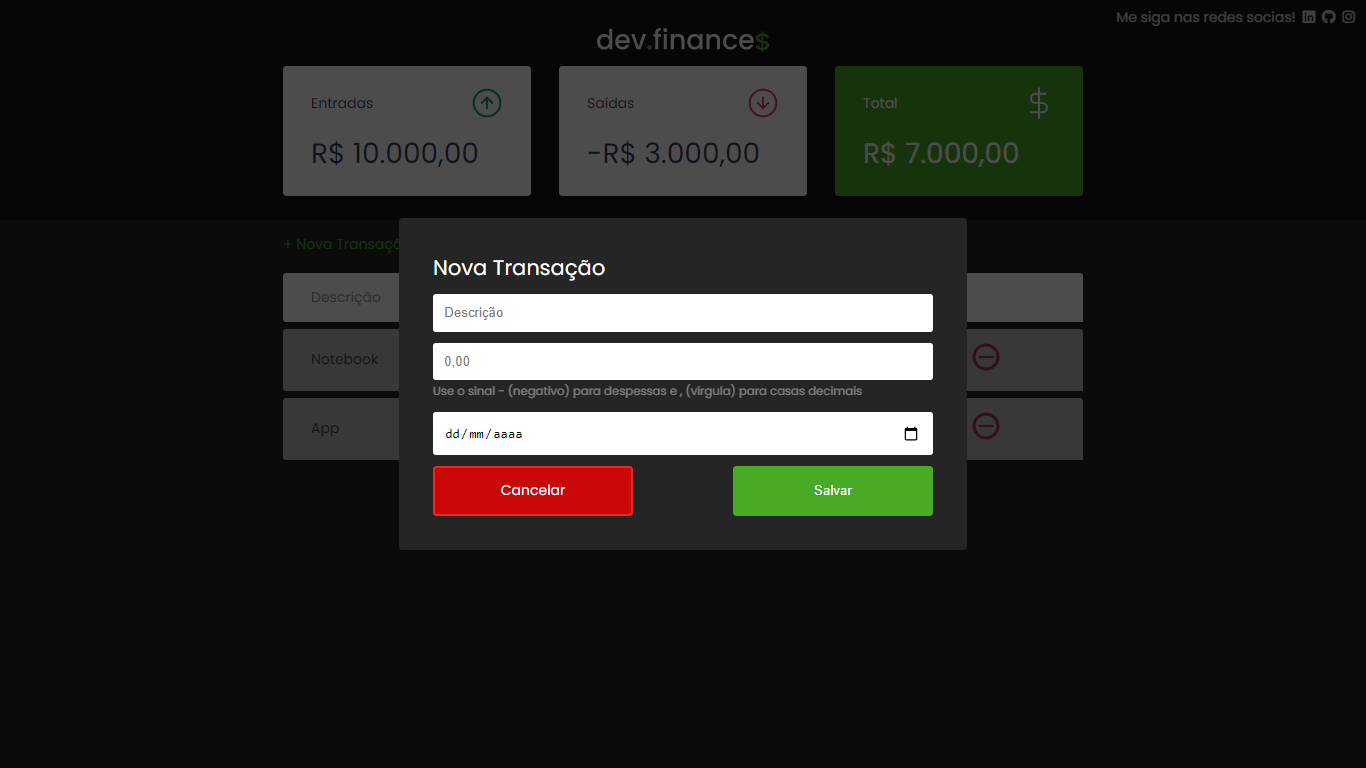 Me siga nas redes socias!
dev.finance$
Entradas
R$ 10.000,00
Saídas
-R$ 3.000,00
Total
R$ 7.000,00
+ Nova Transaçã
Descrição
Notebook
App
Nova Transação
Descrição
0,00
Use o sinal - (negativo) para despessas e , (vírgula) para casas decimais
dd/mm/aaaa
Cancelar
Salvar